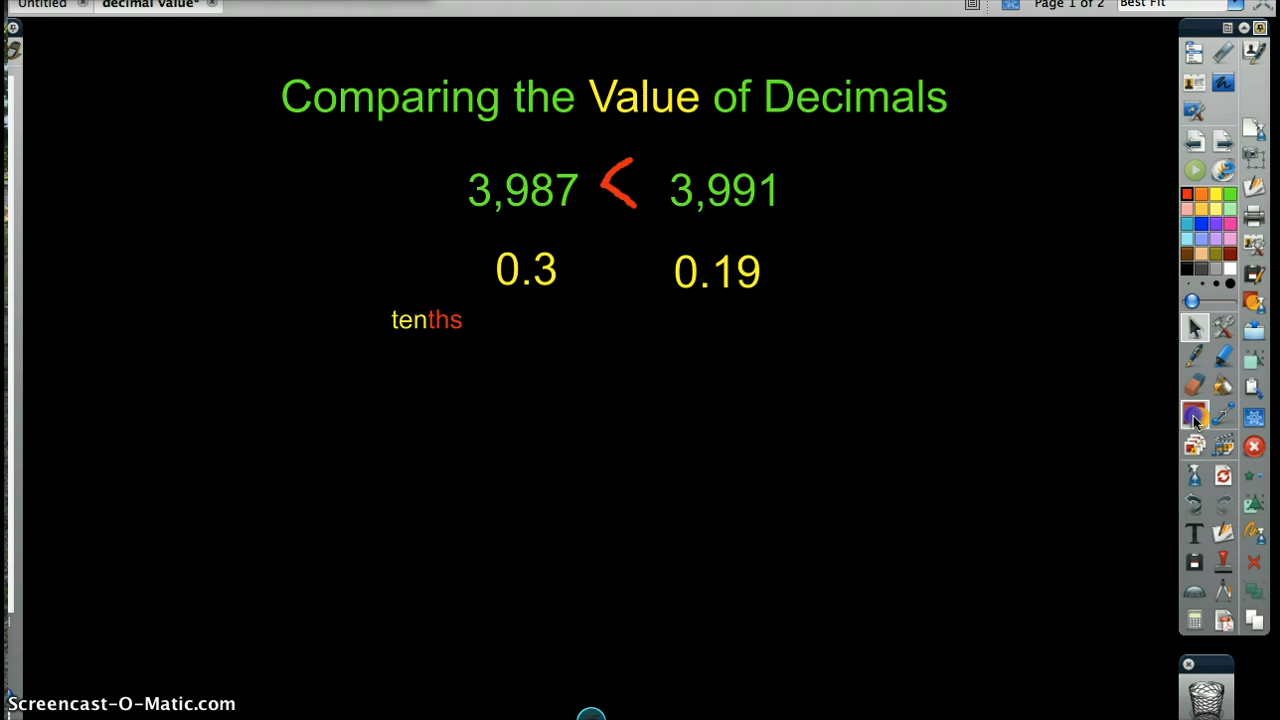 Untitled decimal value* Page 1 of 2 Best Fit
Comparing the Value of Decimals
3,987 < 3,991
0.3 0.19
tenths
Screencast-O-Matic.com